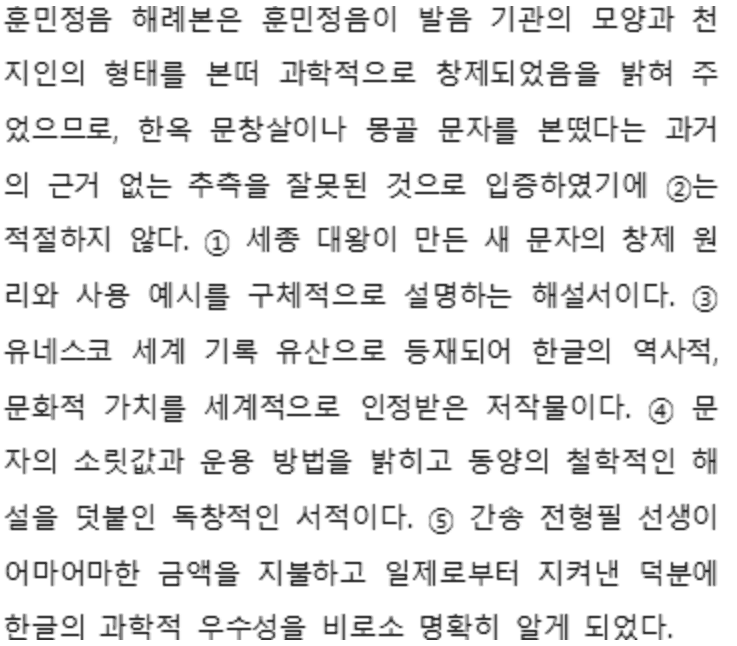 훈민정음 해례본은 훈민정음이 발음 기관의 모양과 천
지인의 형태를 본떠 과학적으로 창제되었음을 밝혀 주
었으므로, 한옥 문창살이나 몽골 문자를 본떴다는 과거
의 근거 없는 추측을 잘못된 것으로 입증하였기에 ②는
적절하지 않다. ① 세종 대왕이 만든 새 문자의 창제 원
리와 사용 예시를 구체적으로 설명하는 해설서이다. ③
유네스코 세계 기록 유산으로 등재되어 한글의 역사적,
문화적 가치를 세계적으로 인정받은 저작물이다. ④ 문
자의 소릿값과 운용 방법을 밝히고 동양의 철학적인 해
설을 덧붙인 독창적인 서적이다. ⑤ 간송 전형필 선생이
어마어마한 금액을 지불하고 일제로부터 지켜낸 덕분에
한글의 과학적 우수성을 비로소 명확히 알게 되었다.